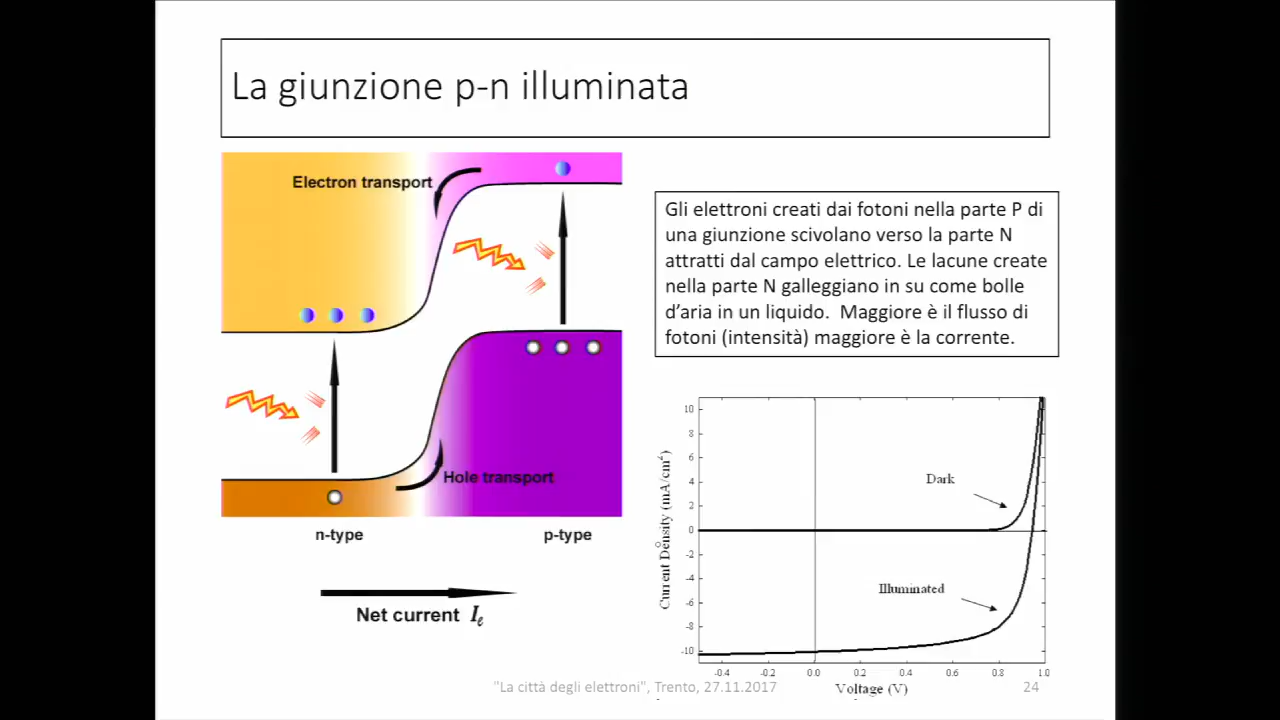 La giunzione p-n illuminata
Electron transport
Hole transport
n-type
p-type
Net current Iℓ
Gli elettroni creati dai fotoni nella parte P di
una giunzione scivolano verso la parte N
attratti dal campo elettrico. Le lacune create
nella parte N galleggiano in su come bolle
d’aria in un liquido. Maggiore è il flusso di
fotoni (intensità) maggiore è la corrente.
Current Density (mA/cm²)
10
8
6
4
2
0
-2
-4
-6
-8
-10
Dark
Illuminated
-0.4 -0.2 0.0 0.2 0.4 0.6 0.8 1.0
Voltage (V)
"La città degli elettroni", Trento, 27.11.2017
24